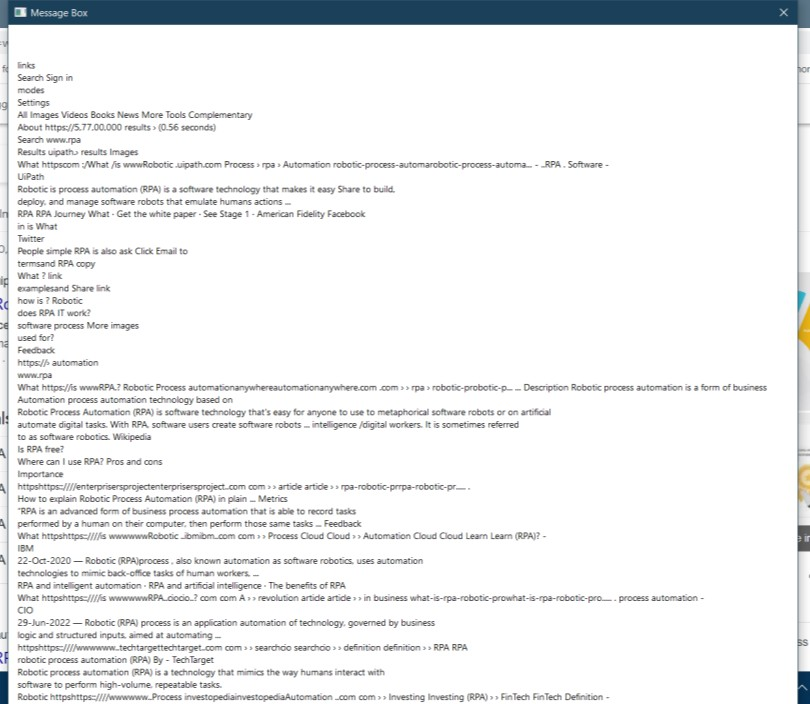 Message Box
links
Search Sign in
modes
Settings
All Images Videos Books News More Tools Complementary
About https://5,77,00,000 results › (0.56 seconds)
Search www.rpa
Results uipath.› results Images
What httpscom :/What /is wwwRobotic .uipath.com Process › rpa › Automation robotic-process-automarobotic-process-automa... - ..RPA . Software -
UiPath
Robotic is process automation (RPA) is a software technology that makes it easy Share to build,
deploy, and manage software robots that emulate humans actions ...
RPA RPA Journey What · Get the white paper · See Stage 1 · American Fidelity Facebook
in is What
Twitter
People simple RPA is also ask Click Email to
termsand RPA copy
What ? link
examplesand Share link
how is ? Robotic
does RPA IT work?
software process More images
used for?
Feedback
https://› automation
www.rpa
What https://is wwwRPA.? Robotic Process automationanywhereautomationanywhere.com .com › › rpa › robotic-probotic-p... ... Description Robotic process automation is a form of business
Automation process automation technology based on
Robotic Process Automation (RPA) is software technology that's easy for anyone to use to metaphorical software robots or on artificial
automate digital tasks. With RPA, software users create software robots ... intelligence /digital workers. It is sometimes referred
to as software robotics. Wikipedia
Is RPA free?
Where can I use RPA? Pros and cons
Importance
httpshttps:////enterprisersprojectenterprisersproject..com com › › article article › › rpa-robotic-prrpa-robotic-pr...... .
How to explain Robotic Process Automation (RPA) in plain ... Metrics
"RPA is an advanced form of business process automation that is able to record tasks
performed by a human on their computer, then perform those same tasks ... Feedback
What httpshttps:////is wwwwwwRobotic ..ibmibm..com com › › Process Cloud Cloud › › Automation Cloud Cloud Learn Learn (RPA)? -
IBM
22-Oct-2020 — Robotic (RPA)process , also known automation as software robotics, uses automation
technologies to mimic back-office tasks of human workers, ...
RPA and intelligent automation · RPA and artificial intelligence · The benefits of RPA
What httpshttps:////is wwwwwwRPA..ciocio..? com com A › › revolution article article › › in business what-is-rpa-robotic-prowhat-is-rpa-robotic-pro...... . process automation -
CIO
29-Jun-2022 — Robotic (RPA) process is an application automation of technology, governed by business
logic and structured inputs, aimed at automating ...
httpshttps:////wwwwww..techtargettechtarget..com com › › searchcio searchcio › › definition definition › › RPA RPA
robotic process automation (RPA) By - TechTarget
Robotic process automation (RPA) is a technology that mimics the way humans interact with
software to perform high-volume, repeatable tasks.
Robotic httpshttps:////wwwwww..Process investopediainvestopediaAutomation ..com com › › Investing Investing (RPA) › › FinTech FinTech Definition -